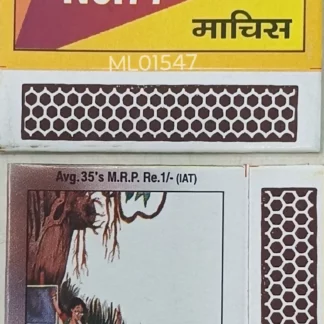 माचिस
ML01547
Avg. 35's M.R.P. Re.1/- (IAT)